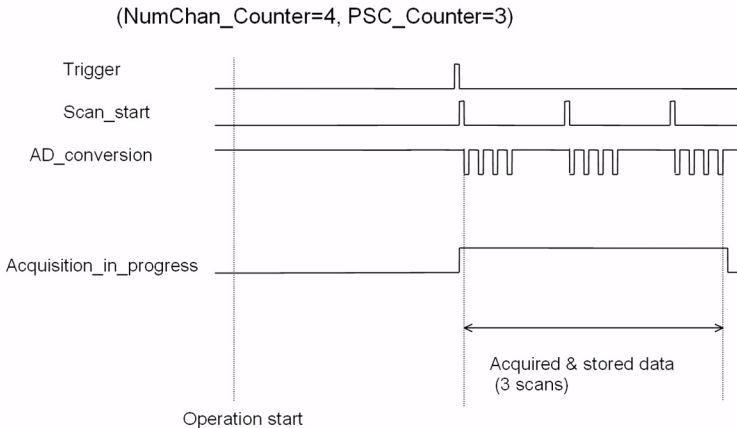 (NumChan_Counter=4, PSC_Counter=3)
Trigger
Scan_start
AD_conversion
Acquisition_in_progress
Acquired & stored data
(3 scans)
Operation start